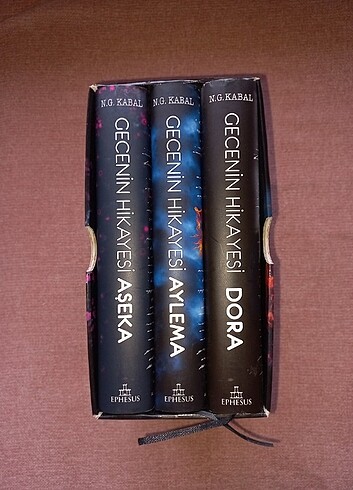 N.G. KABAL
GECENİN HİKAYESİ AŞEKA
EPHESUS
N.G. KABAL
GECENİN HİKAYESİ AYLEMA
EPHESUS
N.G. KABAL
GECENİN HİKAYESİ DORA
EPHESUS